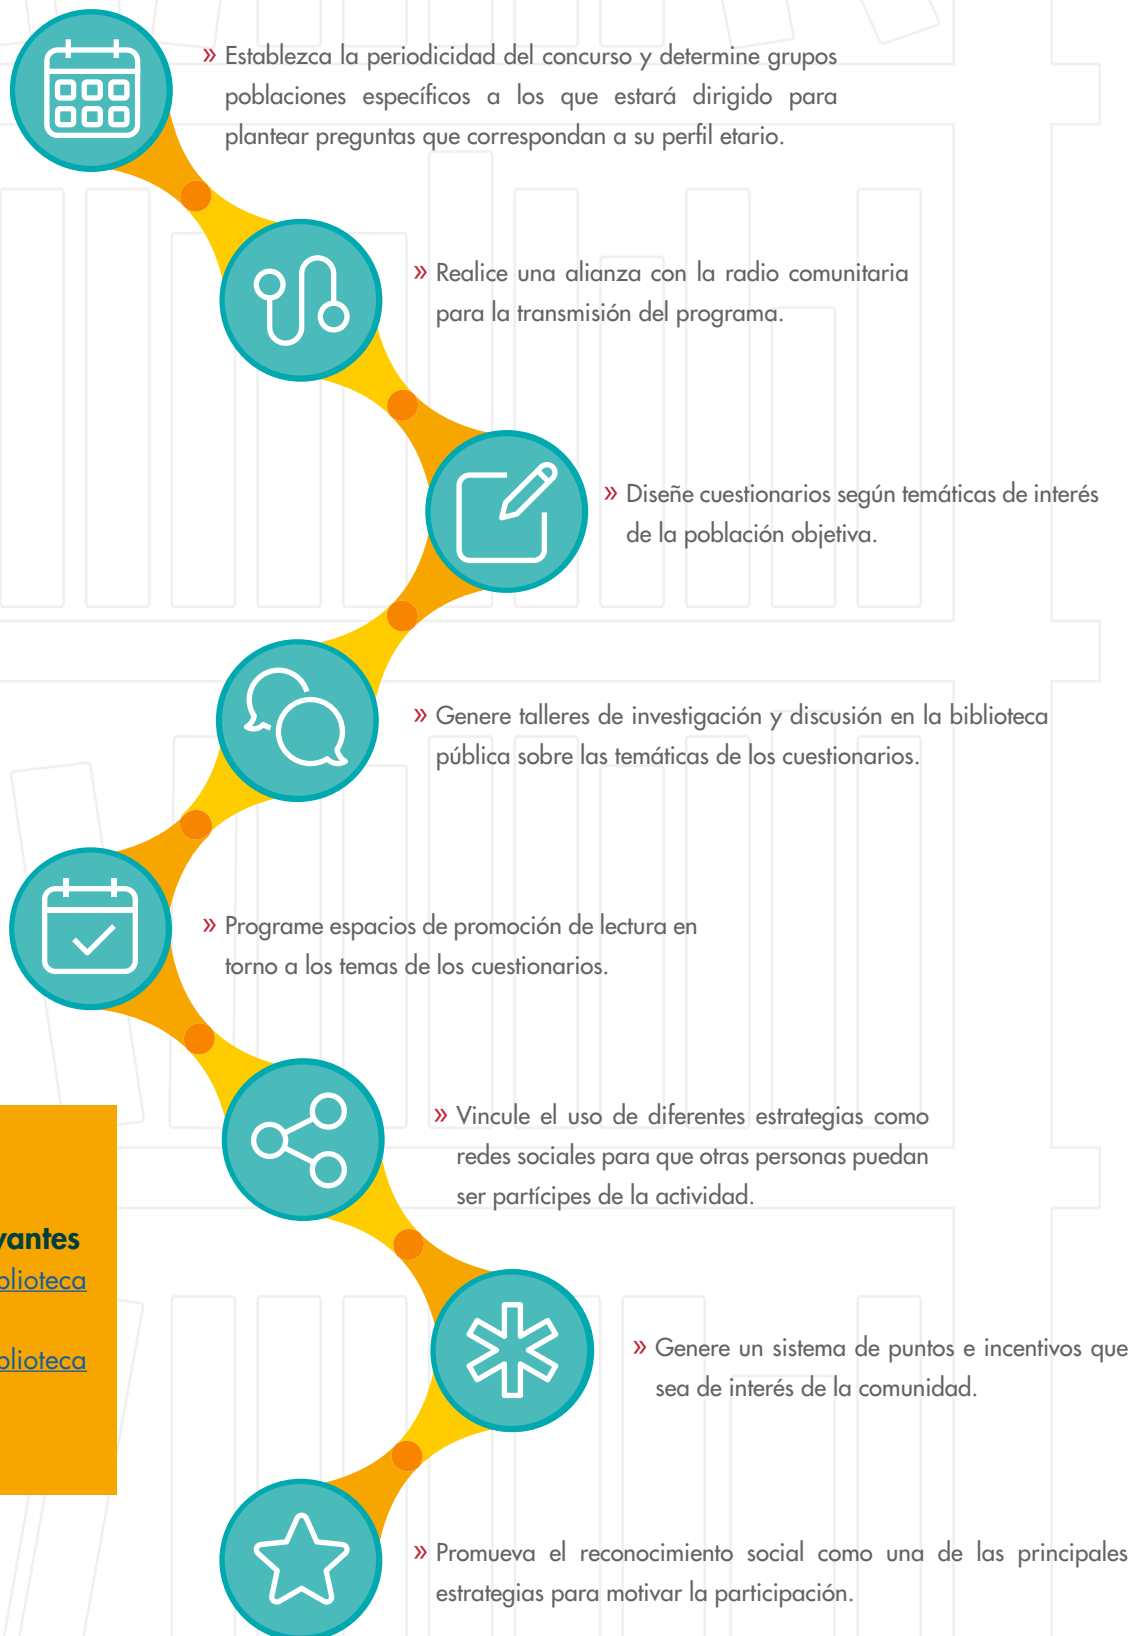 » Establezca la periodicidad del concurso y determine grupos
poblaciones específicos a los que estará dirigido para
plantear preguntas que correspondan a su perfil etario.
» Realice una alianza con la radio comunitaria
para la transmisión del programa.
» Diseñe cuestionarios según temáticas de interés
de la población objetiva.
» Genere talleres de investigación y discusión en la biblioteca
pública sobre las temáticas de los cuestionarios.
» Programe espacios de promoción de lectura en
torno a los temas de los cuestionarios.
» Vincule el uso de diferentes estrategias como
redes sociales para que otras personas puedan
ser partícipes de la actividad.
» Genere un sistema de puntos e incentivos que
sea de interés de la comunidad.
» Promueva el reconocimiento social como una de las principales
estrategias para motivar la participación.